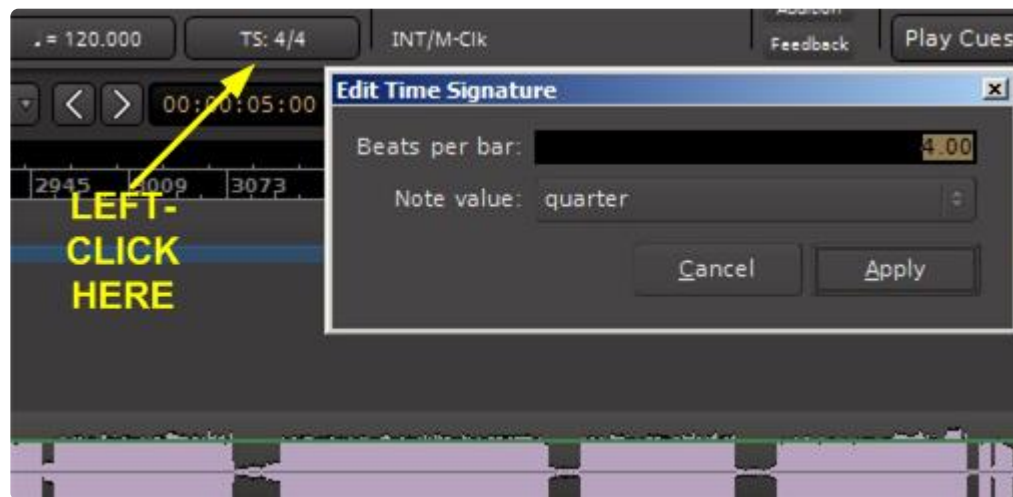 Addition
.= 120.000 TS: 4/4 INT/M-Clk Feedback Play Cues
Edit Time Signature
00:00:05:00
Beats per bar: 4.00
2945 3009 3073
Note value: quarter
LEFT-
CLICK
HERE
Cancel Apply